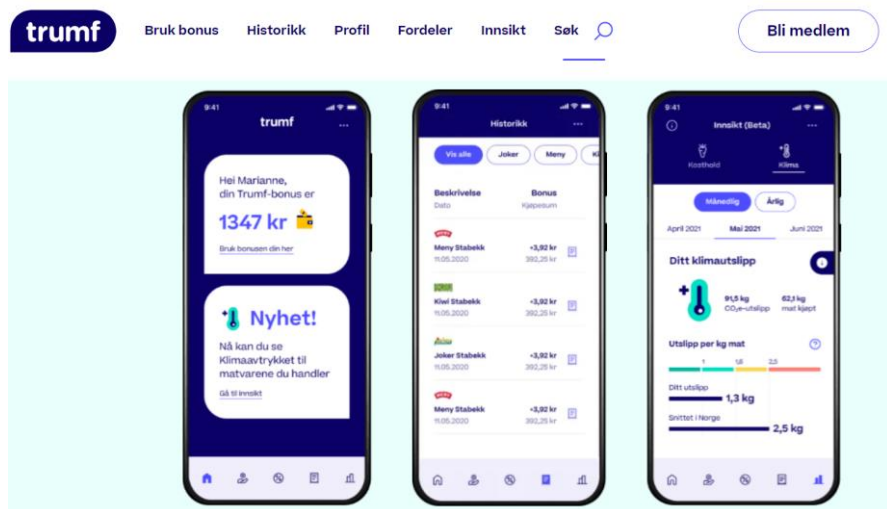 trumf
Bruk bonus Historikk Profil Fordeler Innsikt Søk
Bli medlem
9:41
trumf
Hei Marianne,
din Trumf-bonus er
1347 kr
Bruk bonusen din her
Nyhet!
Nå kan du se
Klimaavtrykket til
matvarene du handler
Gå til innsikt
9:41
Historikk
Vis alle Joker Meny Ki
Beskrivelse Bonus
Dato Kjøpesum
MENY
Meny Stabekk +3,92 kr
11.05.2020 392,25 kr
Kiwi Stabekk +3,92 kr
11.05.2020 392,25 kr
Joker Stabekk +3,92 kr
11.05.2020 392,25 kr
MENY
Meny Stabekk +3,92 kr
11.05.2020 392,25 kr
9:41
Innsikt (Beta)
Kosthold Klima
Månedlig Årlig
April 2021 Mai 2021 Juni 2021
Ditt klimautslipp
91,5 kg 62,1 kg
CO₂e-utslipp mat kjøpt
Utslipp per kg mat
1 1,6 2,5
Ditt utslipp
1,3 kg
Snittet i Norge
2,5 kg